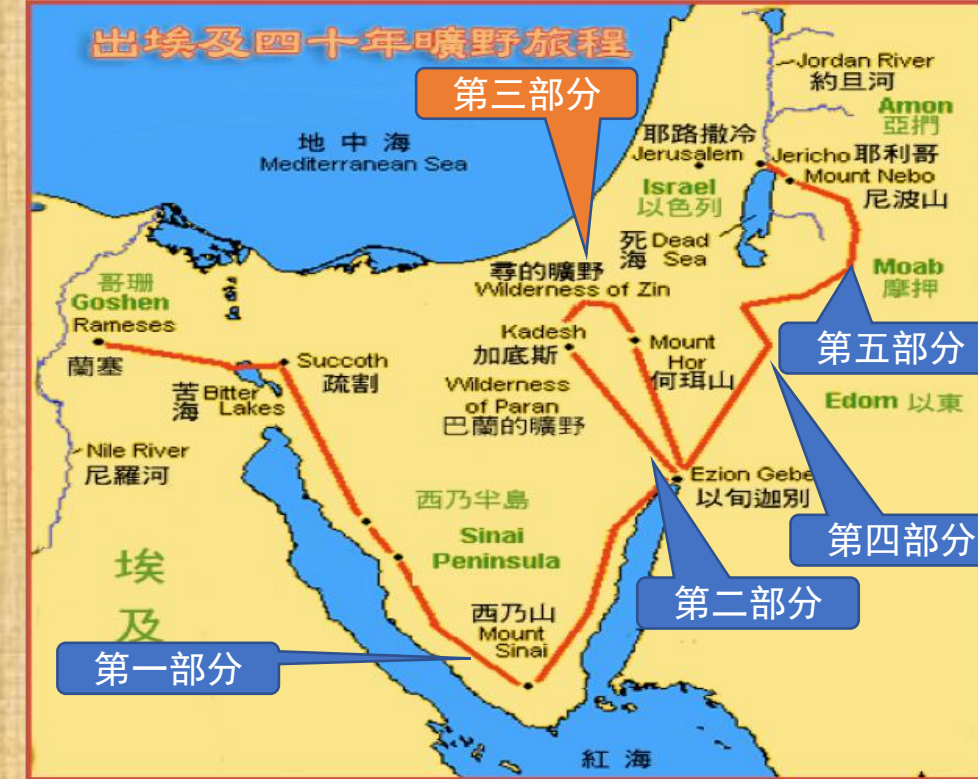 出埃及四十年曠野旅程
第三部分
Jordan River
約旦河
Amon
亞捫
地中海
Mediterranean Sea
耶路撒冷
Jerusalem
Jericho 耶利哥
Mount Nebo
尼波山
Israel
以色列
死海
Dead
Sea
Moab
摩押
尋的曠野
Wilderness of Zin
哥珊
Goshen
Rameses
蘭塞
Succoth
疏割
苦海
Bitter
Lakes
Kadesh
加底斯
Mount
Hor
何珥山
第五部分
Wilderness
of Paran
巴蘭的曠野
Edom 以東
Nile River
尼羅河
西乃半島
Sinai
Peninsula
Ezion Gebe
以旬迦別
第四部分
埃及
西乃山
Mount
Sinai
第二部分
第一部分
紅海